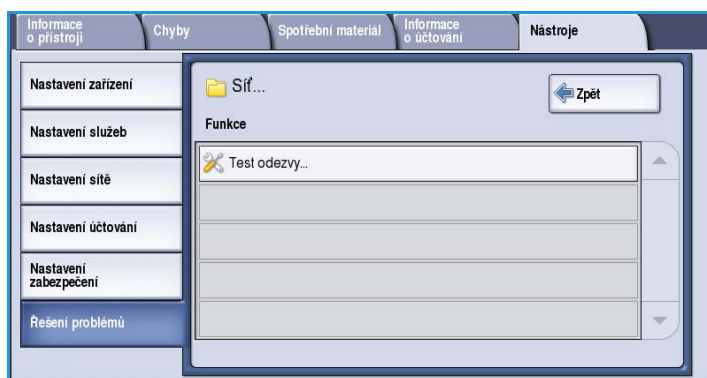 Informace
o přístroji
Chyby
Spotřební materiál
Informace
o účtování
Nástroje
Nastavení zařízení
Nastavení služeb
Nastavení sítě
Nastavení účtování
Nastavení
zabezpečení
Řešení problémů
Síť...
Zpět
Funkce
Test odezvy...